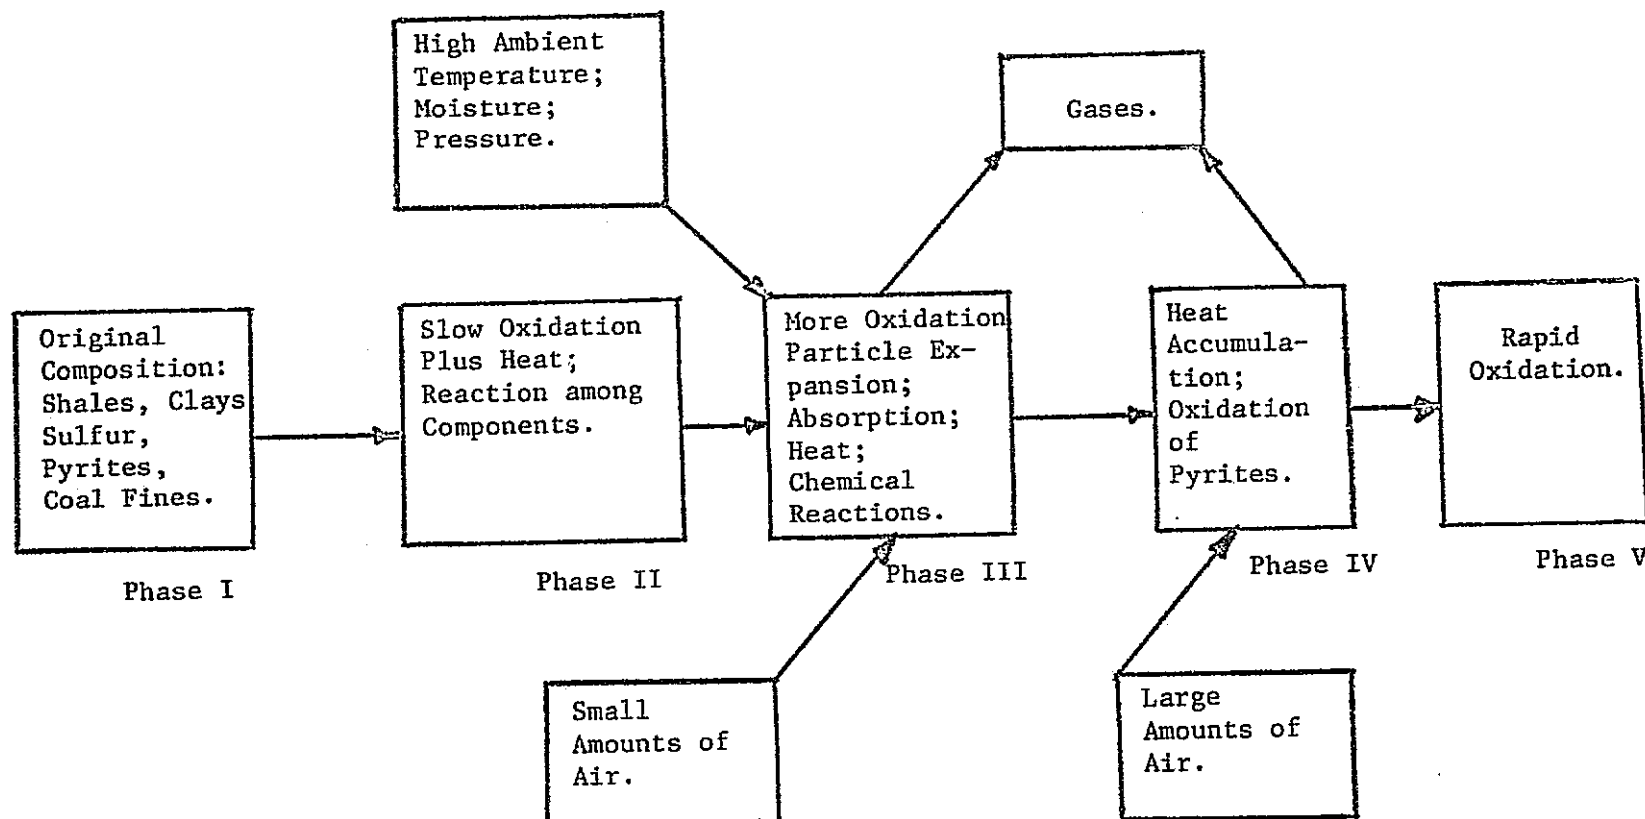 High Ambient
Temperature;
Moisture;
Pressure.
Gases.
Original
Composition:
Shales, Clays
Sulfur,
Pyrites,
Coal Fines.
Slow Oxidation
Plus Heat;
Reaction among
Components.
More Oxidation
Particle Ex-
pansion;
Absorption;
Heat;
Chemical
Reactions.
Heat
Accumula-
tion;
Oxidation
of
Pyrites.
Rapid
Oxidation.
Phase I
Phase II
Phase III
Phase IV
Phase V
Small
Amounts of
Air.
Large
Amounts of
Air.